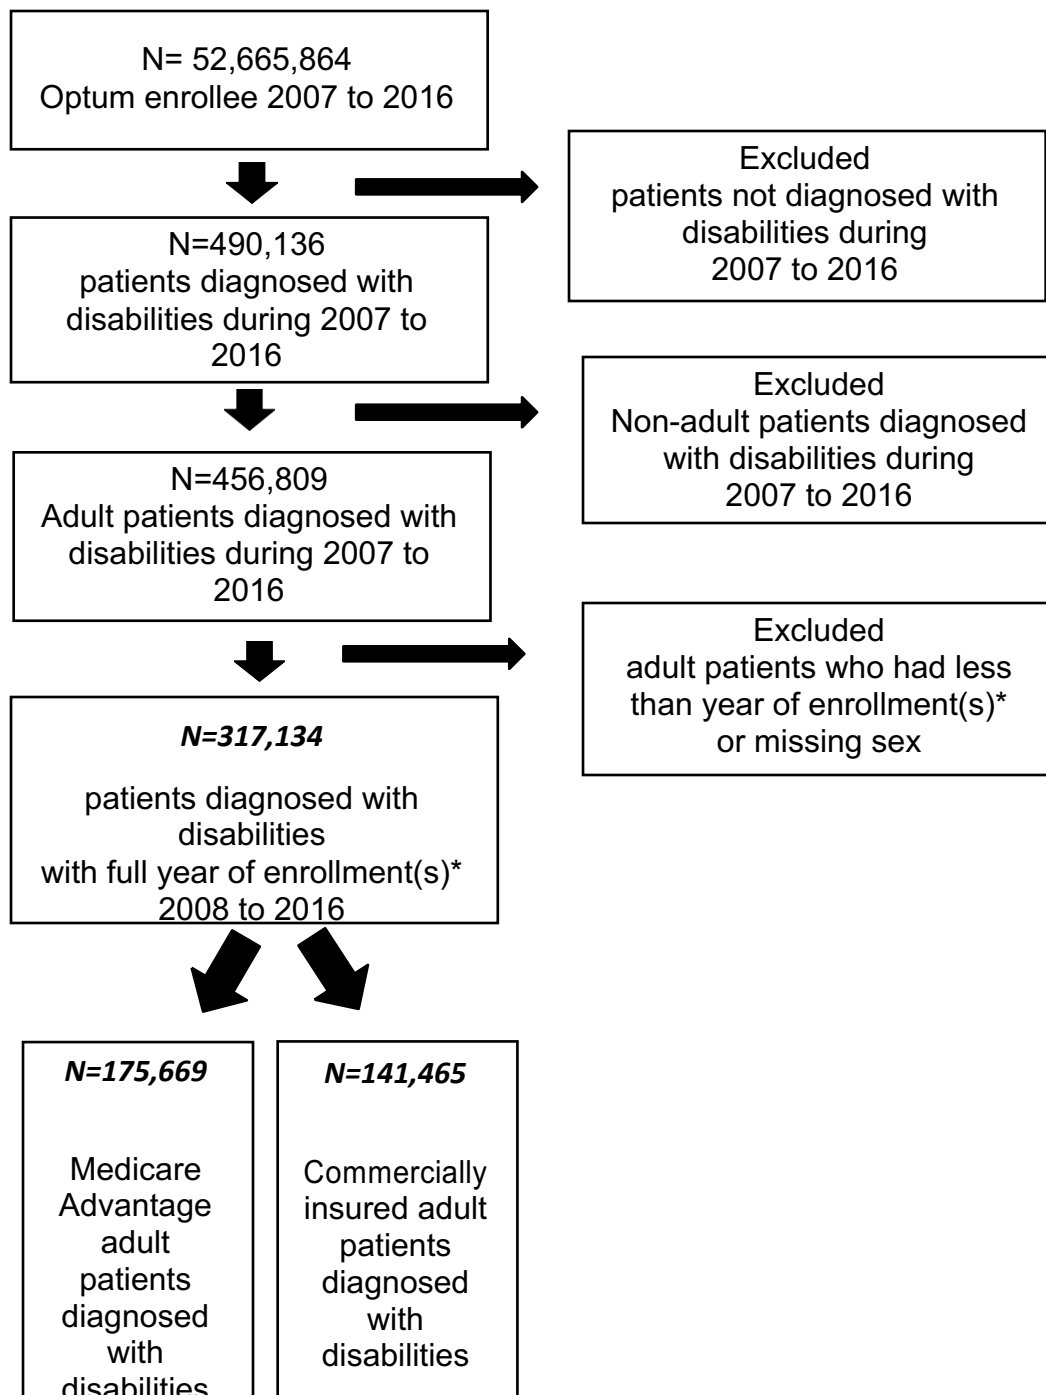 N= 52,665,864
Optum enrollee 2007 to 2016
Excluded
patients not diagnosed with
disabilities during
2007 to 2016
N=490,136
patients diagnosed with
disabilities during 2007 to
2016
Excluded
Non-adult patients diagnosed
with disabilities during
2007 to 2016
N=456,809
Adult patients diagnosed with
disabilities during 2007 to
2016
Excluded
adult patients who had less
than year of enrollment(s)*
or missing sex
N=317,134
patients diagnosed with
disabilities
with full year of enrollment(s)*
2008 to 2016
N=175,669
Medicare
Advantage
adult
patients
diagnosed
with
disabilities
N=141,465
Commercially
insured adult
patients
diagnosed
with
disabilities